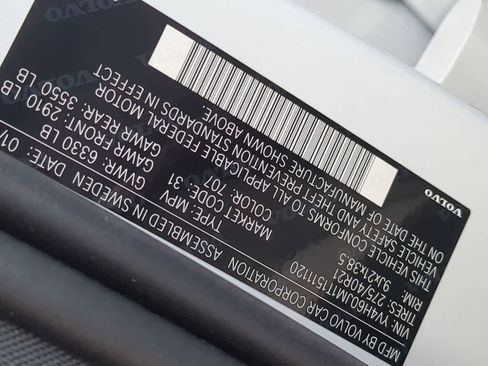 VOLVO
MFD BY VOLVO CAR CORPORATION ASSEMBLED IN SWEDEN DATE: 01/
VIN: YV4H60JM1T1511120
TIRES: 275/40R21
RIM: 9Jx21x38.5
TYPE: MPV
MARKET CODE: 31
COLOR: 707
GVWR: 6330 LB
GAWR FRONT: 2910 LB
GAWR REAR: 3550 LB
THIS VEHICLE CONFORMS TO ALL APPLICABLE FEDERAL MOTOR
VEHICLE SAFETY AND THEFT PREVENTION STANDARDS IN EFFECT
ON THE DATE OF MANUFACTURE SHOWN ABOVE.